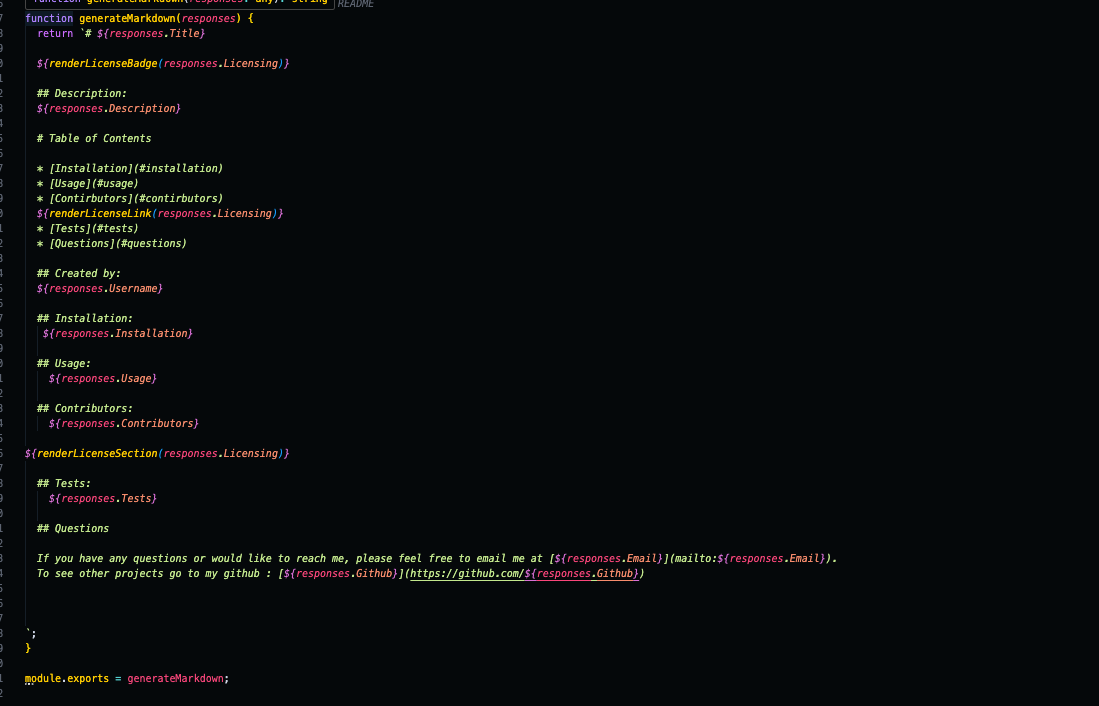 function generateMarkdown(responses: any): string
README
function generateMarkdown(responses) {
return `# ${responses.Title}
${renderLicenseBadge(responses.Licensing)}
## Description:
${responses.Description}
# Table of Contents
* [Installation](#installation)
* [Usage](#usage)
* [Contirbutors](#contirbutors)
${renderLicenseLink(responses.Licensing)}
* [Tests](#tests)
* [Questions](#questions)
## Created by:
${responses.Username}
## Installation:
${responses.Installation}
## Usage:
${responses.Usage}
## Contributors:
${responses.Contributors}
${renderLicenseSection(responses.Licensing)}
## Tests:
${responses.Tests}
## Questions
If you have any questions or would like to reach me, please feel free to email me at [${responses.Email}](mailto:${responses.Email}).
To see other projects go to my github : [${responses.Github}](https://github.com/${responses.Github})
`;
}
module.exports = generateMarkdown;